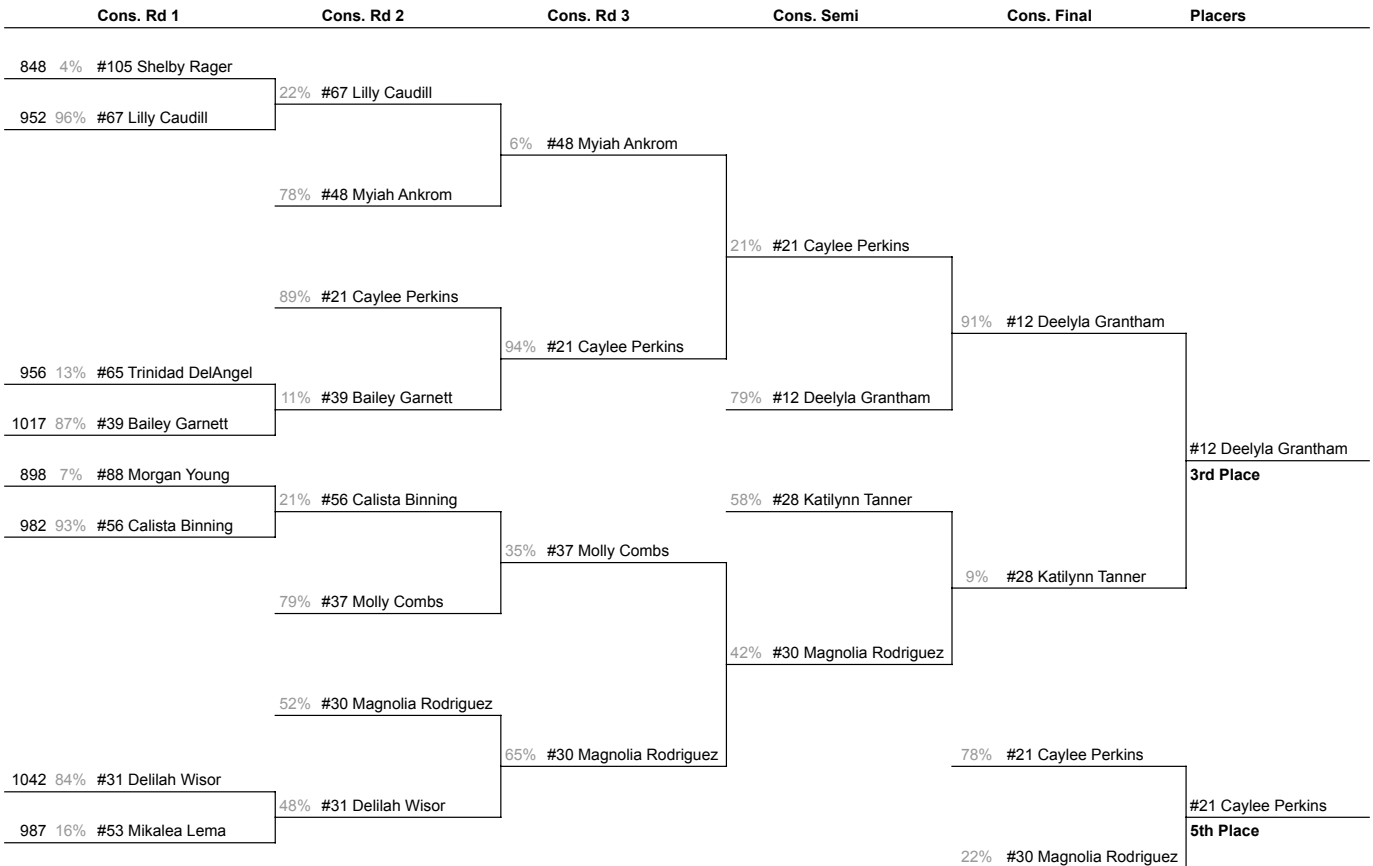 Cons. Rd 1 Cons. Rd 2 Cons. Rd 3 Cons. Semi Cons. Final Placers
848 4% #105 Shelby Rager
22% #67 Lilly Caudill
952 96% #67 Lilly Caudill
6% #48 Myiah Ankrom
78% #48 Myiah Ankrom
21% #21 Caylee Perkins
89% #21 Caylee Perkins
91% #12 Deelyla Grantham
94% #21 Caylee Perkins
956 13% #65 Trinidad DelAngel
11% #39 Bailey Garnett
79% #12 Deelyla Grantham
1017 87% #39 Bailey Garnett
#12 Deelyla Grantham
898 7% #88 Morgan Young
3rd Place
21% #56 Calista Binning
58% #28 Katilynn Tanner
982 93% #56 Calista Binning
35% #37 Molly Combs
9% #28 Katilynn Tanner
79% #37 Molly Combs
42% #30 Magnolia Rodriguez
52% #30 Magnolia Rodriguez
65% #30 Magnolia Rodriguez
78% #21 Caylee Perkins
1042 84% #31 Delilah Wisor
48% #31 Delilah Wisor
#21 Caylee Perkins
987 16% #53 Mikalea Lema
5th Place
22% #30 Magnolia Rodriguez